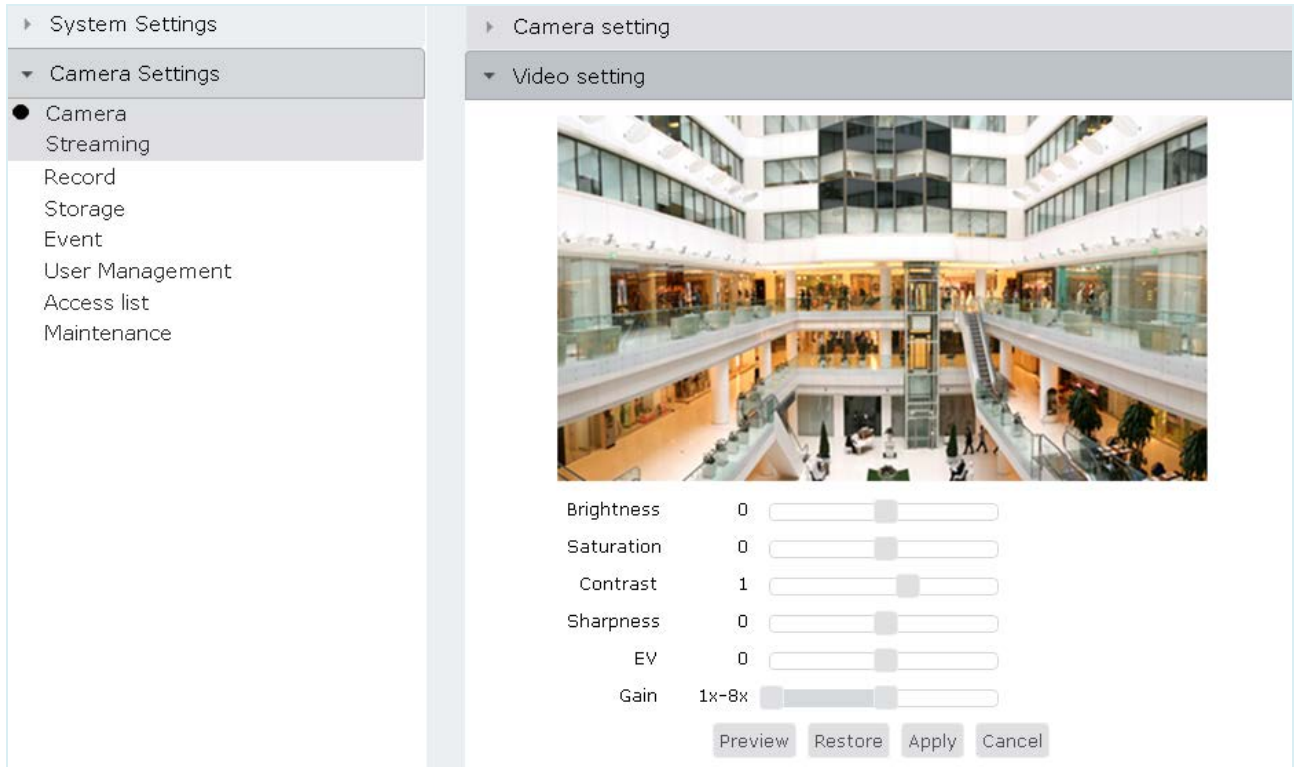 System Settings
Camera Settings
Camera
Streaming
Record
Storage
Event
User Management
Access list
Maintenance
Camera setting
Video setting
Brightness 0
Saturation 0
Contrast 1
Sharpness 0
EV 0
Gain 1x-8x
Preview Restore Apply Cancel